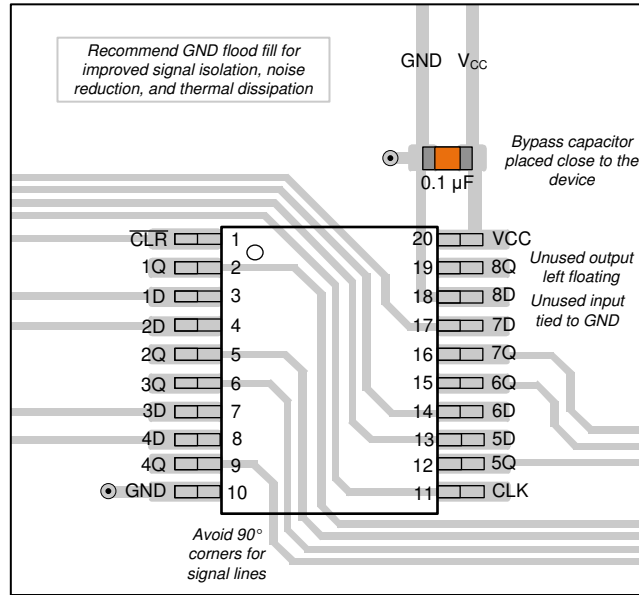 Recommend GND flood fill for
improved signal isolation, noise
reduction, and thermal dissipation
GND VCC
Bypass capacitor
placed close to the
device
0.1 μF
CLR 1 20 VCC
1Q 2 19 8Q
Unused output
left floating
1D 3 18 8D
Unused input
tied to GND
2D 4 17 7D
2Q 5 16 7Q
3Q 6 15 6Q
3D 7 14 6D
4D 8 13 5D
4Q 9 12 5Q
GND 10 11 CLK
Avoid 90°
corners for
signal lines